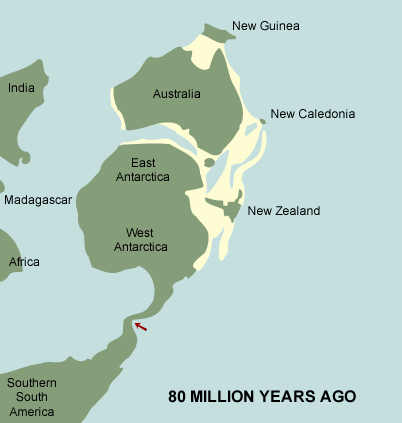 New Guinea
India
Australia
New Caledonia
East
Antarctica
Madagascar
New Zealand
West
Antarctica
Africa
Southern
South
America
80 MILLION YEARS AGO